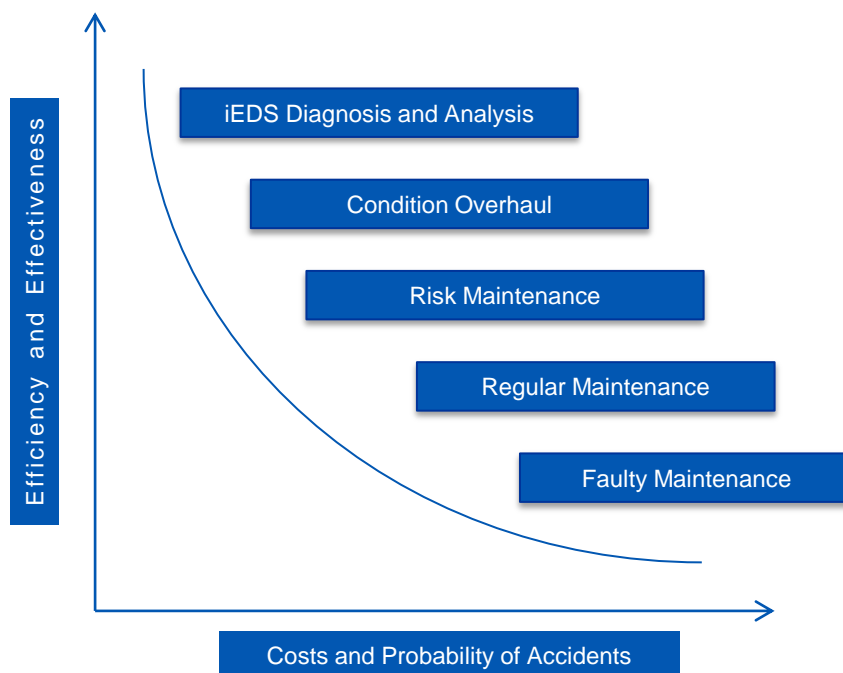 Efficiency and Effectiveness
iEDS Diagnosis and Analysis
Condition Overhaul
Risk Maintenance
Regular Maintenance
Faulty Maintenance
Costs and Probability of Accidents